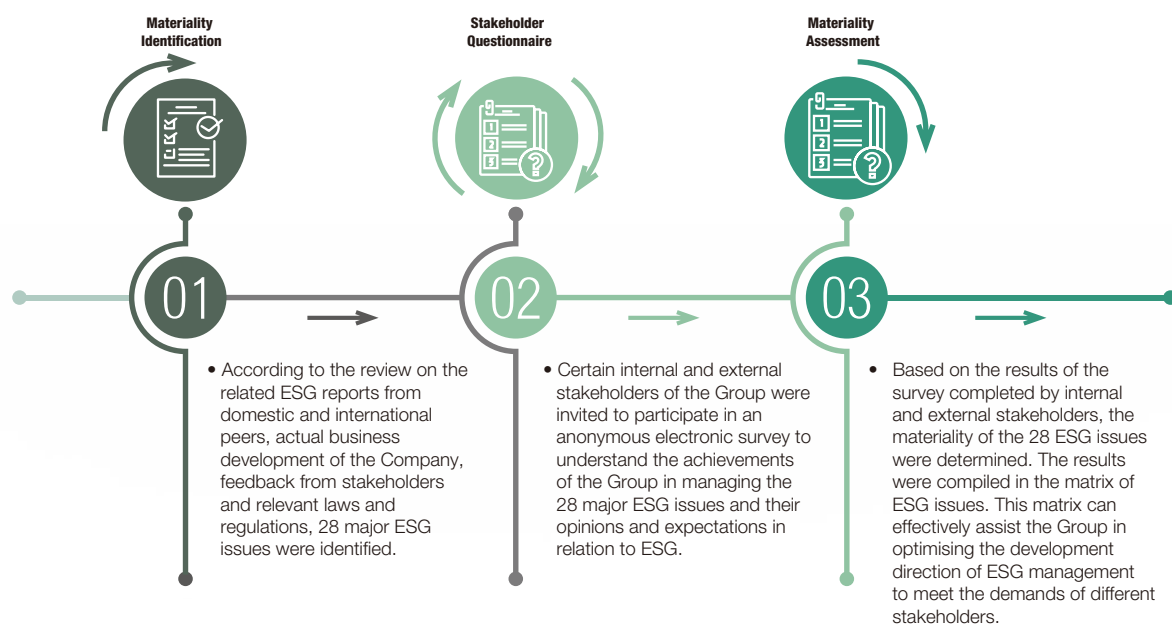 Materiality
Identification
Stakeholder
Questionnaire
Materiality
Assessment
1
2
3
?
1
2
3
?
01
02
03
• According to the review on the
related ESG reports from
domestic and international
peers, actual business
development of the Company,
feedback from stakeholders
and relevant laws and
regulations, 28 major ESG
issues were identified.
• Certain internal and external
stakeholders of the Group were
invited to participate in an
anonymous electronic survey to
understand the achievements
of the Group in managing the
28 major ESG issues and their
opinions and expectations in
relation to ESG.
• Based on the results of the
survey completed by internal
and external stakeholders, the
materiality of the 28 ESG issues
were determined. The results
were compiled in the matrix of
ESG issues. This matrix can
effectively assist the Group in
optimising the development
direction of ESG management
to meet the demands of different
stakeholders.